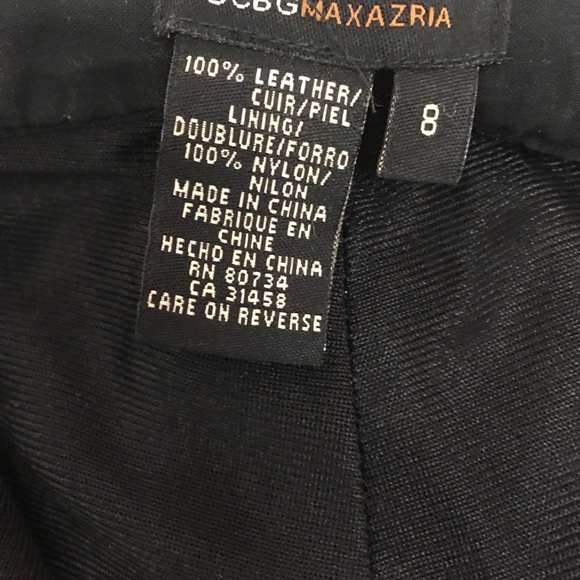 BCBGMAXAZRIA
100% LEATHER/
CUIR/PIEL
LINING/
DOUBLURE/FORRO
100% NYLON/
NILON
MADE IN CHINA
FABRIQUE EN
CHINE
HECHO EN CHINA
RN 80734
CA 31458
CARE ON REVERSE
8